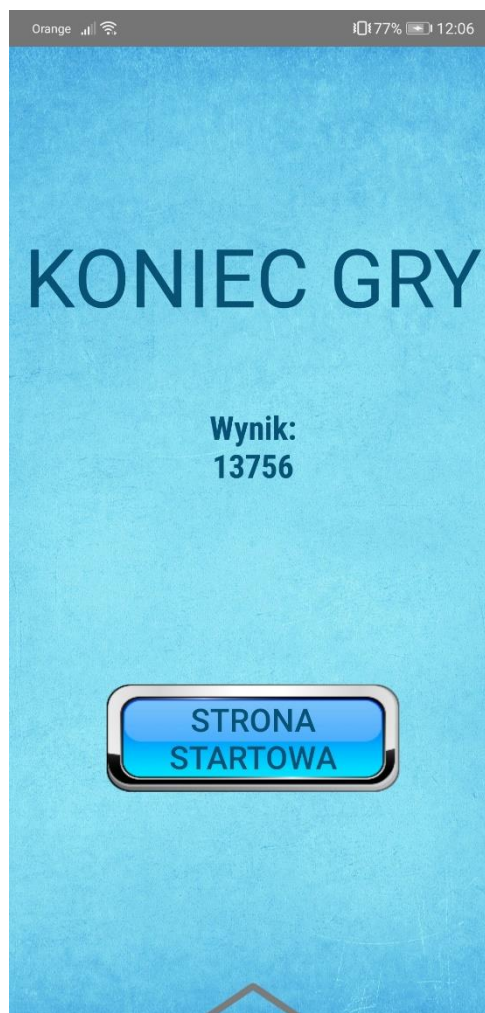 Orange 77% 12:06
KONIEC GRY
Wynik:
13756
STRONA
STARTOWA